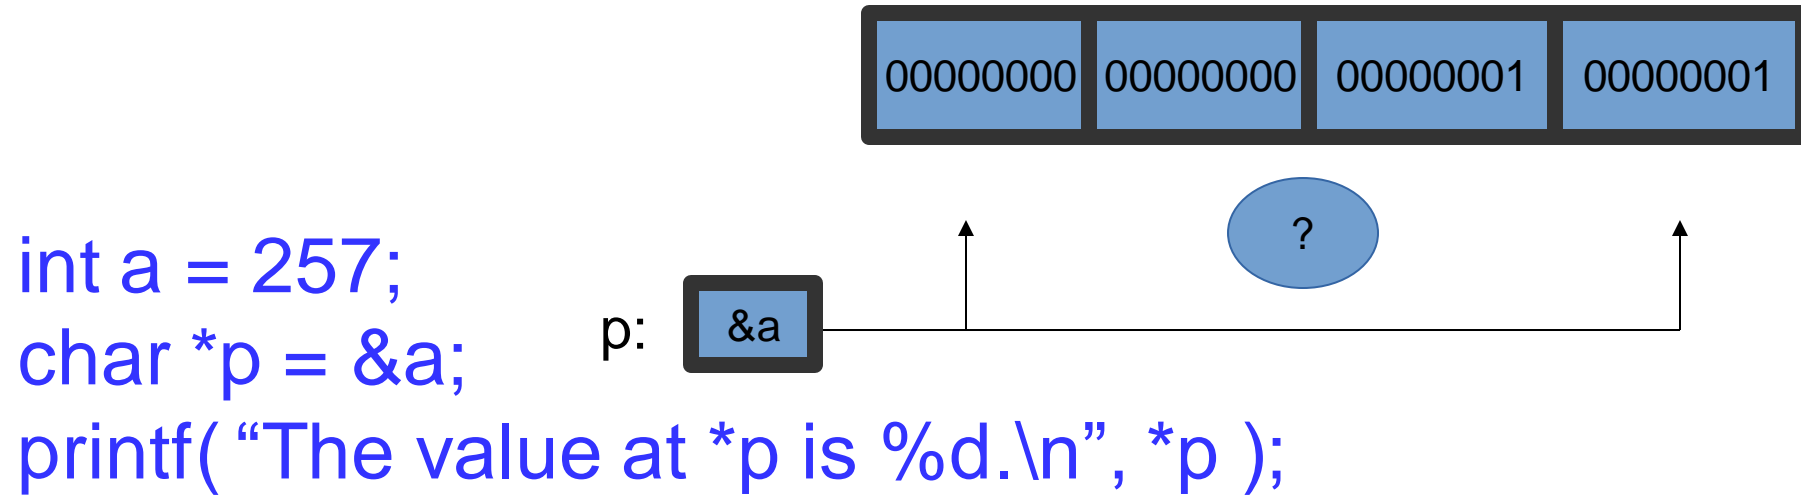 00000000 00000000 00000001 00000001
?
int a = 257;
p: &a
char *p = &a;
printf( “The value at *p is %d.\n”, *p );